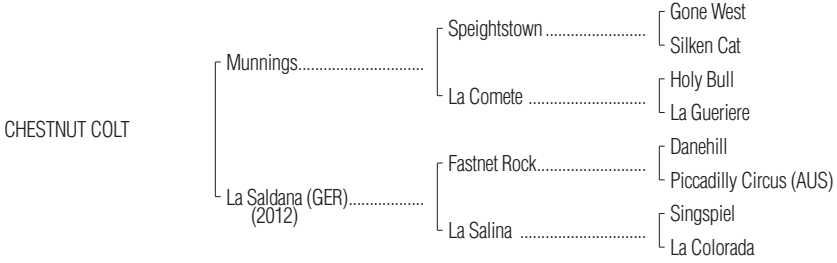 Gone West
Speightstown
Silken Cat
Munnings
Holy Bull
La Comete
La Gueriere
CHESTNUT COLT
Danehill
Fastnet Rock
Piccadilly Circus (AUS)
La Saldana (GER)
(2012)
Singspiel
La Salina
La Colorada